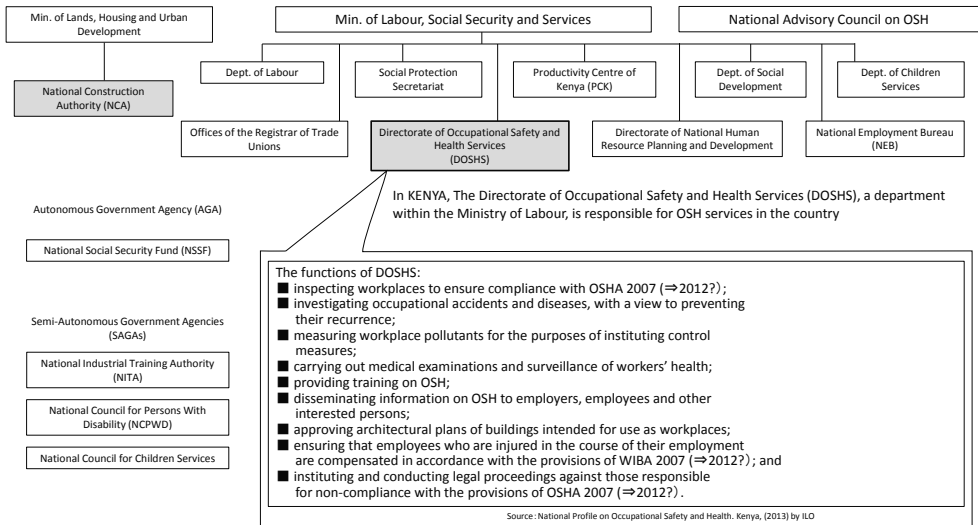 Min. of Lands, Housing and Urban
Development
Min. of Labour, Social Security and Services
National Advisory Council on OSH
National Construction
Authority (NCA)
Dept. of Labour
Social Protection
Secretariat
Productivity Centre of
Kenya (PCK)
Dept. of Social
Development
Dept. of Children
Services
Offices of the Registrar of Trade
Unions
Directorate of Occupational Safety and
Health Services
(DOSHS)
Directorate of National Human
Resource Planning and Development
National Employment Bureau
(NEB)
In KENYA, The Directorate of Occupational Safety and Health Services (DOSHS), a department
within the Ministry of Labour, is responsible for OSH services in the country
Autonomous Government Agency (AGA)
National Social Security Fund (NSSF)
Semi-Autonomous Government Agencies
(SAGAs)
National Industrial Training Authority
(NITA)
National Council for Persons With
Disability (NCPWD)
National Council for Children Services
The functions of DOSHS:
■ inspecting workplaces to ensure compliance with OSHA 2007 (⇒2012?);
■ investigating occupational accidents and diseases, with a view to preventing
their recurrence;
■ measuring workplace pollutants for the purposes of instituting control
measures;
■ carrying out medical examinations and surveillance of workers' health;
■ providing training on OSH;
■ disseminating information on OSH to employers, employees and other
interested persons;
■ approving architectural plans of buildings intended for use as workplaces;
■ ensuring that employees who are injured in the course of their employment
are compensated in accordance with the provisions of WIBA 2007 (⇒2012?); and
■ instituting and conducting legal proceedings against those responsible
for non-compliance with the provisions of OSHA 2007 (⇒2012?).
Source : National Profile on Occupational Safety and Health. Kenya, (2013) by ILO